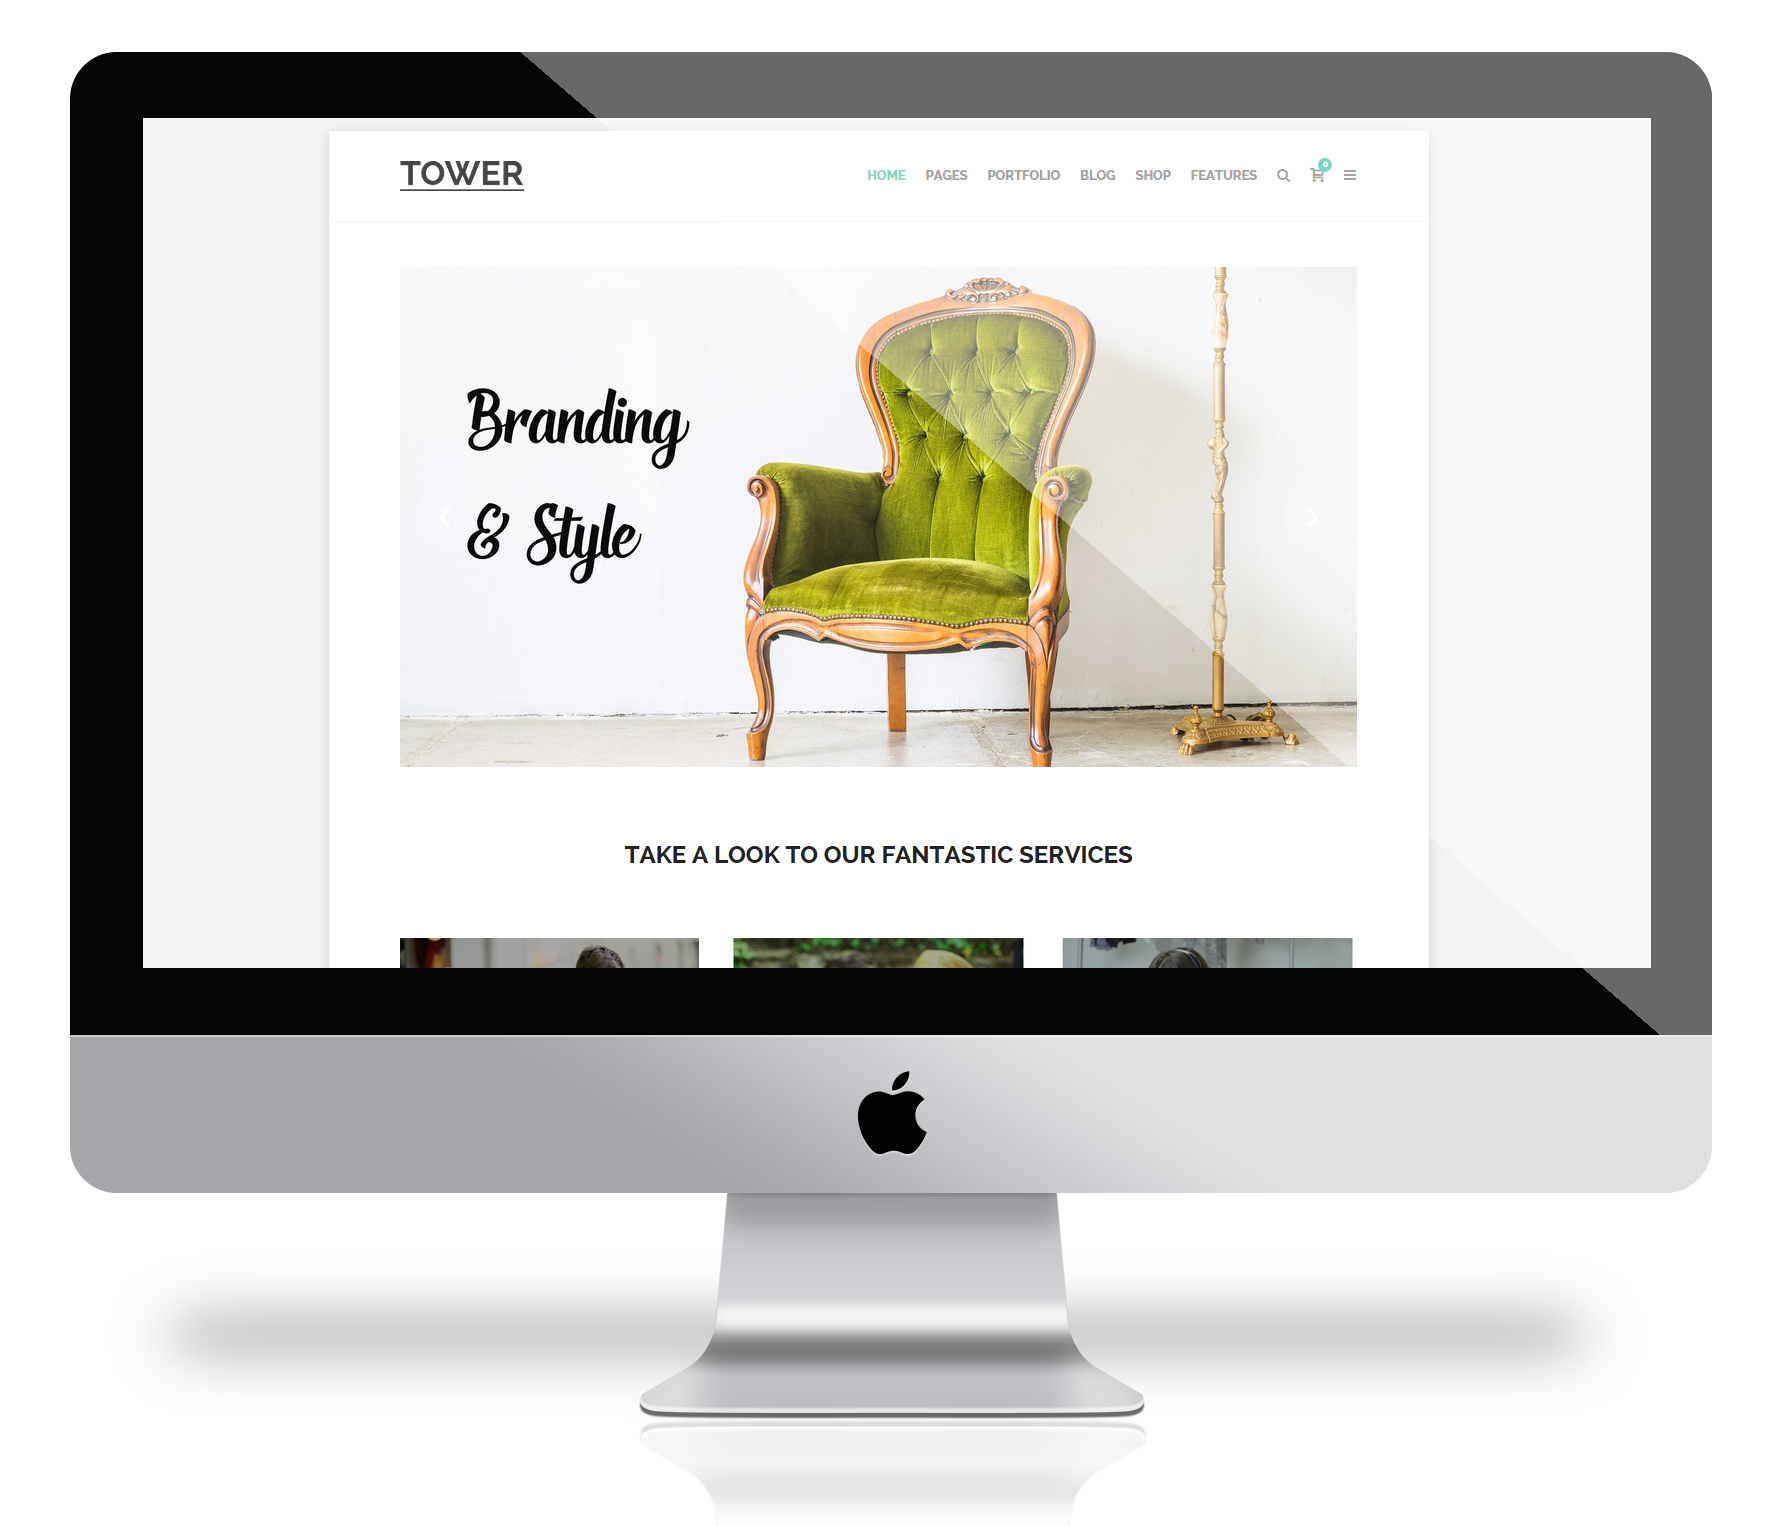 TOWER
HOME PAGES PORTFOLIO BLOG SHOP FEATURES
Branding
& Style
TAKE A LOOK TO OUR FANTASTIC SERVICES